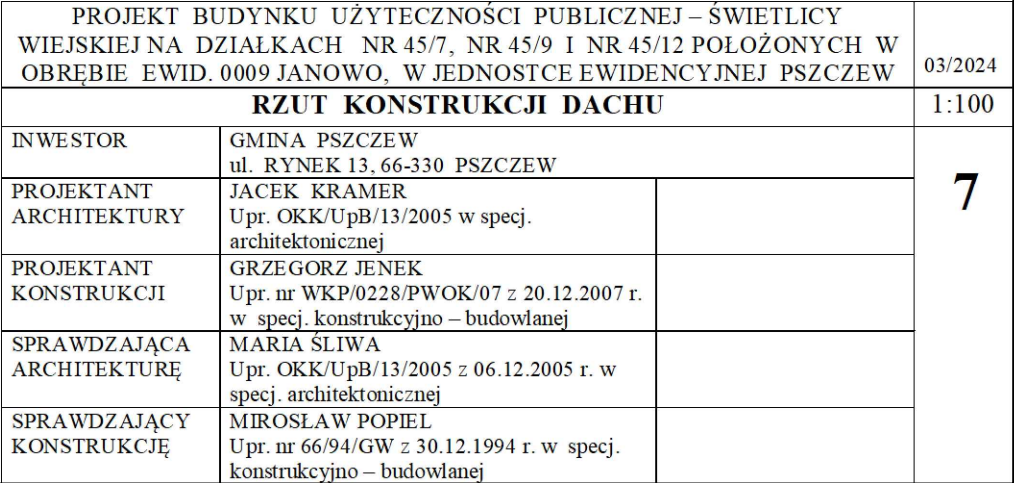 PROJEKT BUDYNKU UŻYTECZNOŚCI PUBLICZNEJ – ŚWIETLICY
WIEJSKIEJ NA DZIAŁKACH NR 45/7, NR 45/9 I NR 45/12 POŁOŻONYCH W
OBRĘBIE EWID. 0009 JANOWO, W JEDNOSTCE EWIDENCYJNEJ PSZCZEW
03/2024
RZUT KONSTRUKCJI DACHU
1:100
INWESTOR
GMINA PSZCZEW
ul. RYNEK 13, 66-330 PSZCZEW
7
PROJEKTANT
ARCHITEKTURY
JACEK KRAMER
Upr. OKK/UpB/13/2005 w specj.
architektonicznej
PROJEKTANT
KONSTRUKCJI
GRZEGORZ JENEK
Upr. nr WKP/0228/PWOK/07 z 20.12.2007 r.
w specj. konstrukcyjno – budowlanej
SPRAWDZAJĄCA
ARCHITEKTURĘ
MARIA ŚLIWA
Upr. OKK/UpB/13/2005 z 06.12.2005 r. w
specj. architektonicznej
SPRAWDZAJĄCY
KONSTRUKCJĘ
MIROSŁAW POPIEL
Upr. nr 66/94/GW z 30.12.1994 r. w specj.
konstrukcyjno – budowlanej